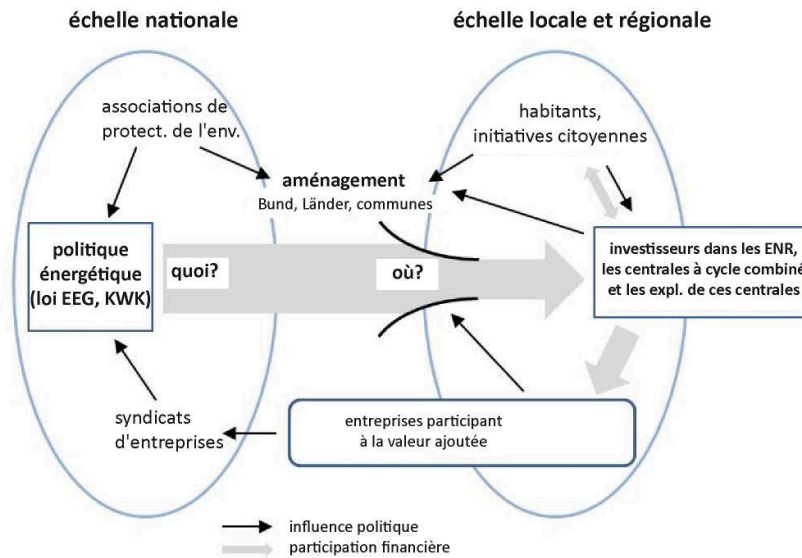 échelle nationale
échelle locale et régionale
associations de
protect. de l'env.
habitants,
initiatives citoyennes
aménagement
Bund, Länder, communes
politique
énergétique
(loi EEG, KWK)
quoi?
où?
investisseurs dans les ENR,
les centrales à cycle combiné
et les expl. de ces centrales
syndicats
d'entreprises
entreprises participant
à la valeur ajoutée
influence politique
participation financière